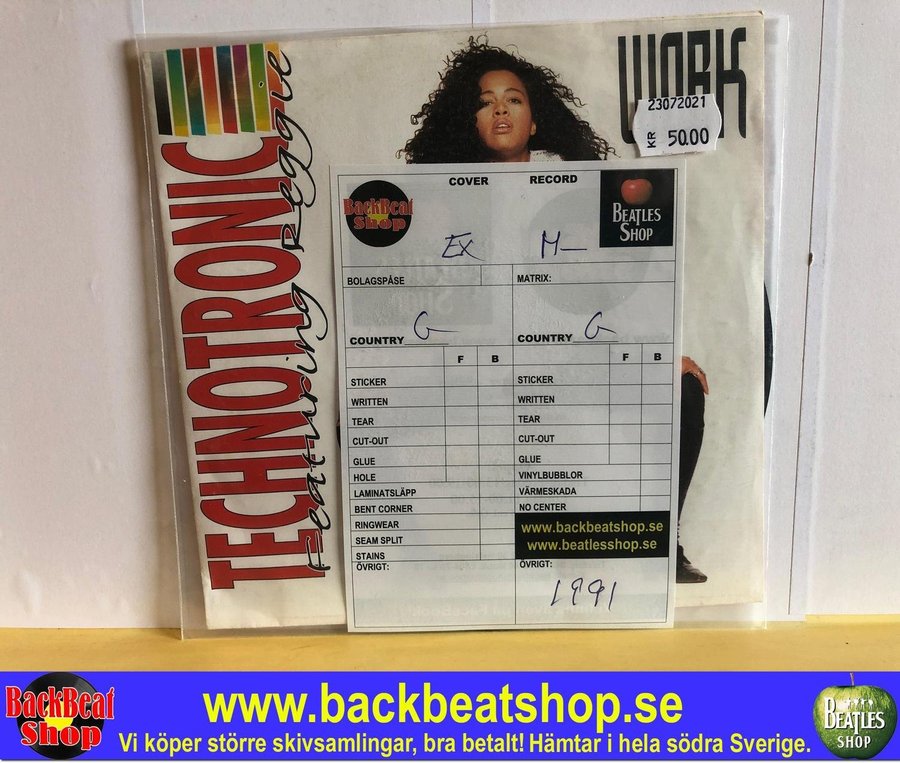 TECHNOTRONIC
Featuring Reggie
WORK
23072021
KR 50.00
COVER RECORD
BackBeat
Shop
BEATLES
SHOP
EX M-
BOLAGSPÅSE MATRIX:
G G
COUNTRY COUNTRY
F B F B
STICKER STICKER
WRITTEN WRITTEN
TEAR TEAR
CUT-OUT CUT-OUT
GLUE GLUE
HOLE VINYLBUBBLOR
LAMINATSLÄPP VÄRMESKADA
BENT CORNER NO CENTER
RINGWEAR www.backbeatshop.se
SEAM SPLIT www.beatlesshop.se
STAINS
ÖVRIGT: ÖVRIGT:
1991
BackBeat
Shop
www.backbeatshop.se
Vi köper större skivsamlingar, bra betalt! Hämtar i hela södra Sverige.
BEATLES
SHOP